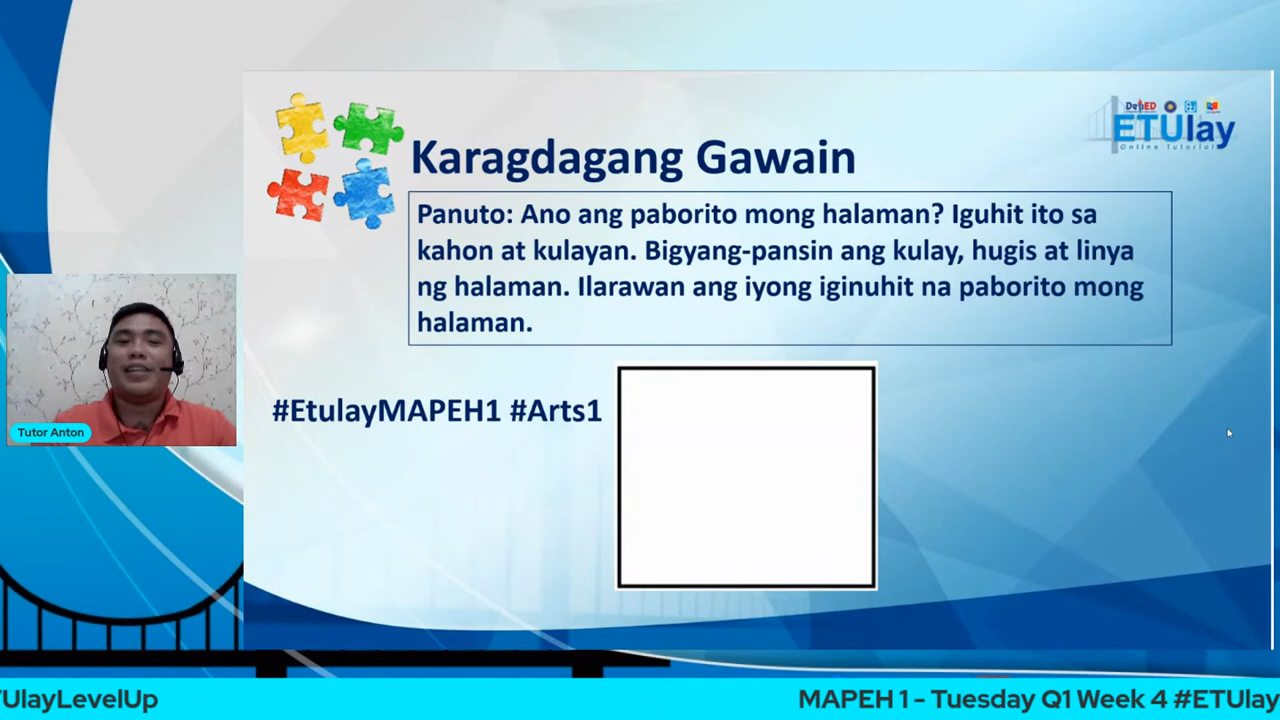 DepED
ETUlay
Online Tutorial
Karagdagang Gawain
Panuto: Ano ang paborito mong halaman? Iguhit ito sa
kahon at kulayan. Bigyang-pansin ang kulay, hugis at linya
ng halaman. Ilarawan ang iyong iginuhit na paborito mong
halaman.
#EtulayMAPEH1 #Arts1
Tutor Anton
TUlayLevelUp
MAPEH 1 - Tuesday Q1 Week 4 #ETUlay